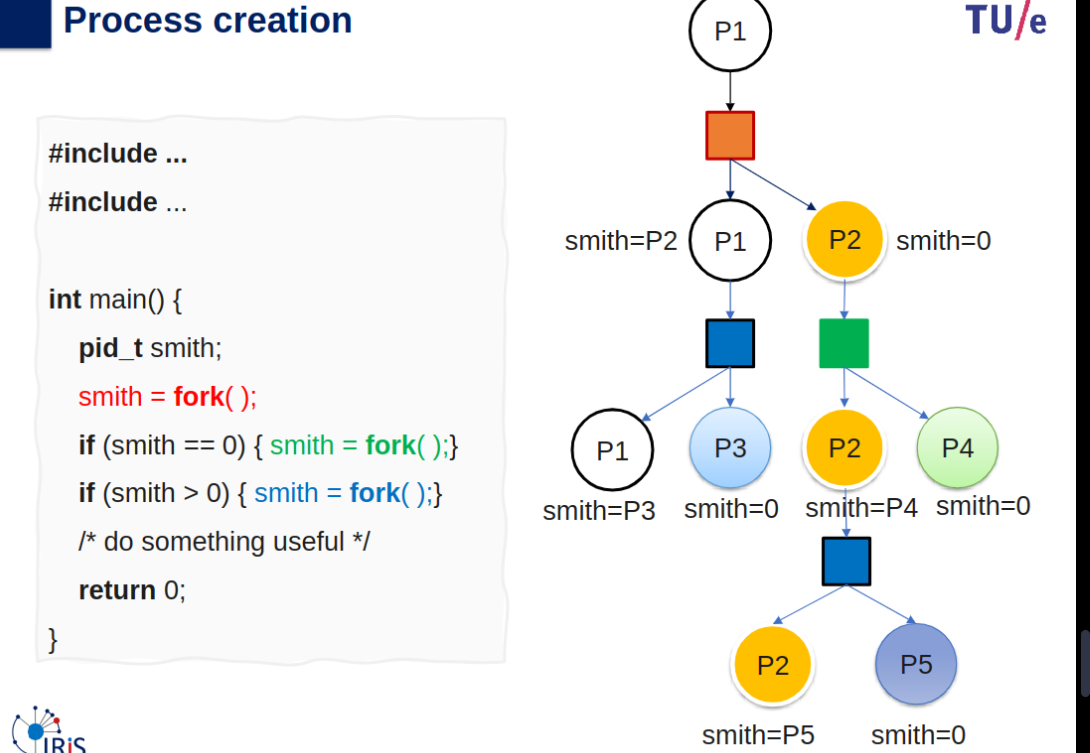 Process creation
TU/e
#include ...
#include ...
int main() {
pid_t smith;
smith = fork( );
if (smith == 0) { smith = fork( );}
if (smith > 0) { smith = fork( );}
/* do something useful */
return 0;
}
P1
smith=P2
P1
P2
smith=0
P1
P3
P2
P4
smith=P3
smith=0
smith=P4
smith=0
P2
P5
smith=P5
smith=0
IRiS